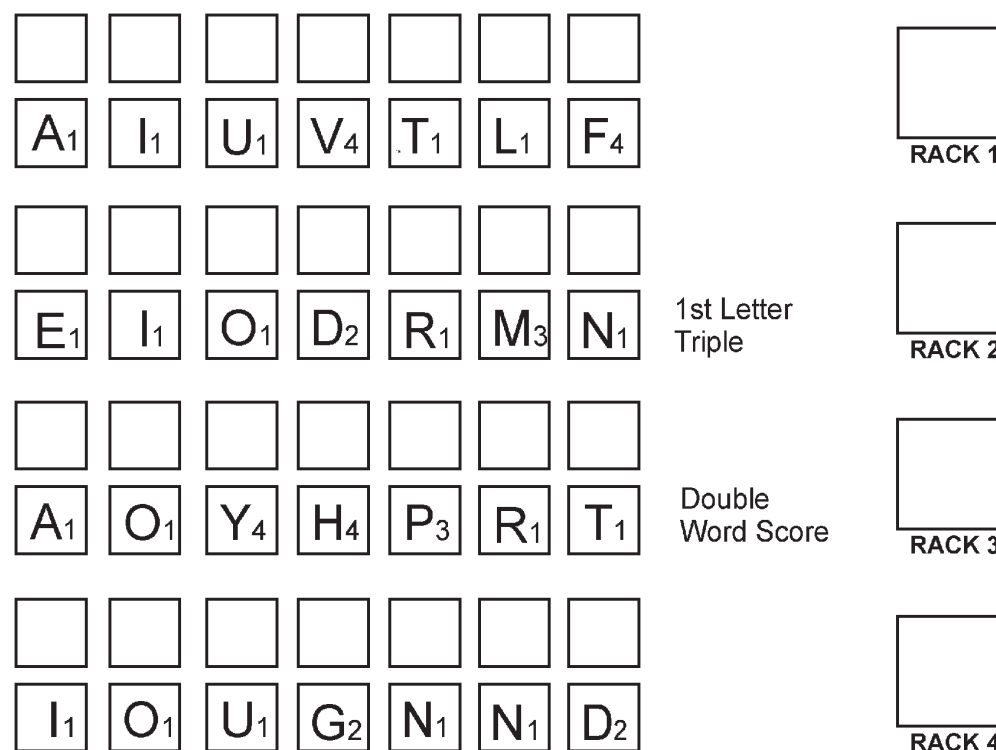 A1 I1 U1 V4 T1 L1 F4
RACK 1
E1 I1 O1 D2 R1 M3 N1
1st Letter
Triple
RACK 2
A1 O1 Y4 H4 P3 R1 T1
Double
Word Score
RACK 3
I1 O1 U1 G2 N1 N1 D2
RACK 4